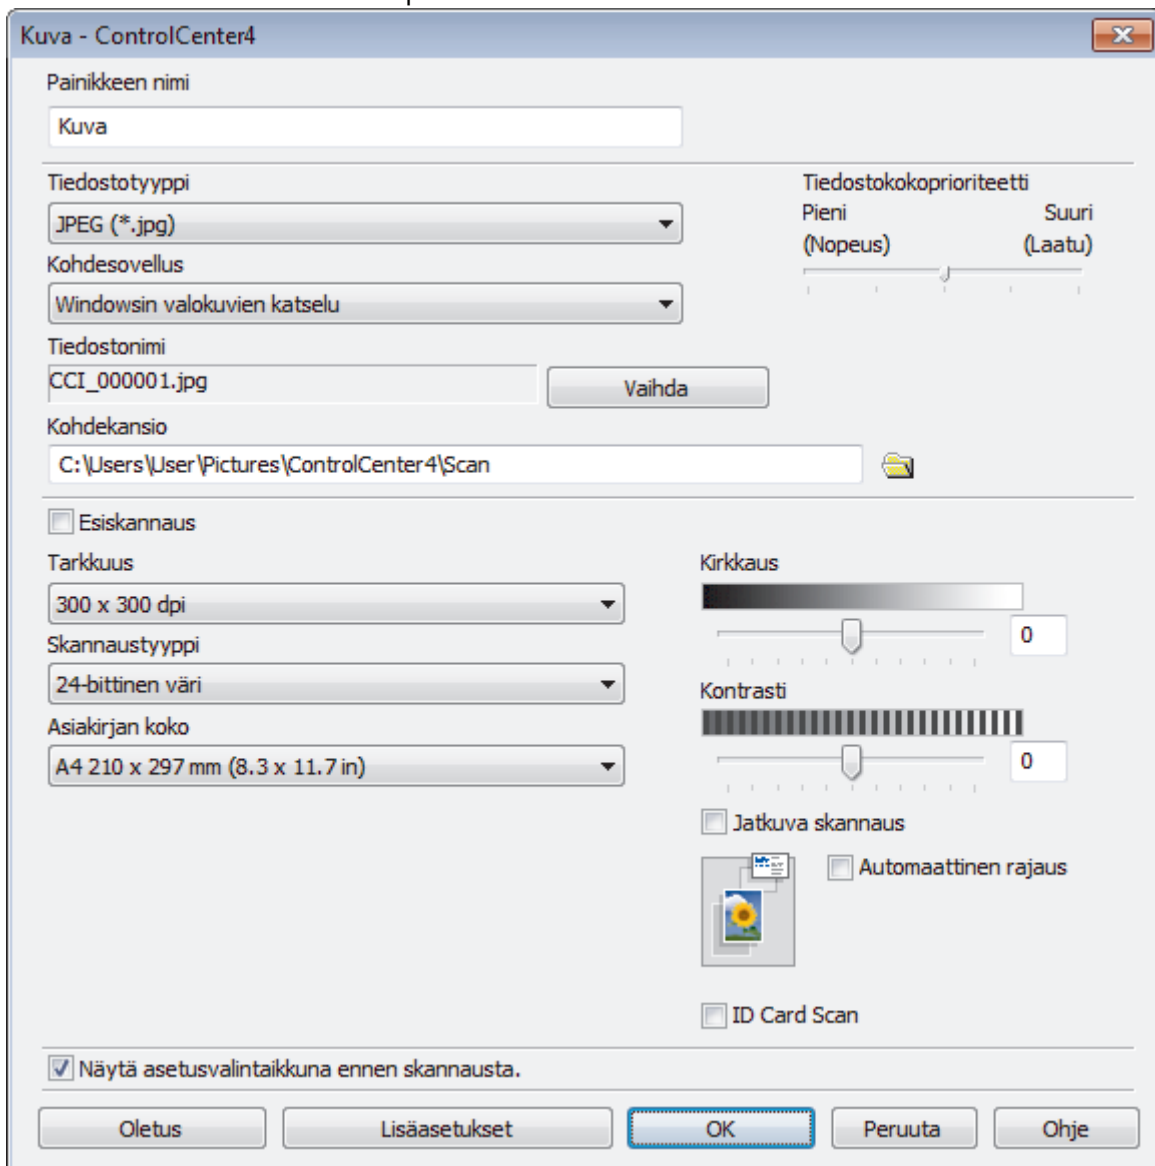 Kuva - ControlCenter4
Painikkeen nimi
Kuva
Tiedostotyyppi
JPEG (*.jpg)
Tiedostokokoprioriteetti
Pieni Suuri
(Nopeus) (Laatu)
Kohdesovellus
Windowsin valokuvien katselu
Tiedostonimi
CCI_000001.jpg
Vaihda
Kohdekansio
C:\Users\User\Pictures\ControlCenter4\Scan
Esiskannaus
Tarkkuus
300 x 300 dpi
Skannaustyyppi
24-bittinen väri
Asiakirjan koko
A4 210 x 297 mm (8.3 x 11.7 in)
Kirkkaus
0
Kontrasti
0
Jatkuva skannaus
Automaattinen rajaus
ID Card Scan
Näytä asetusvalintaikkuna ennen skannausta.
Oletus
Lisäasetukset
OK
Peruuta
Ohje